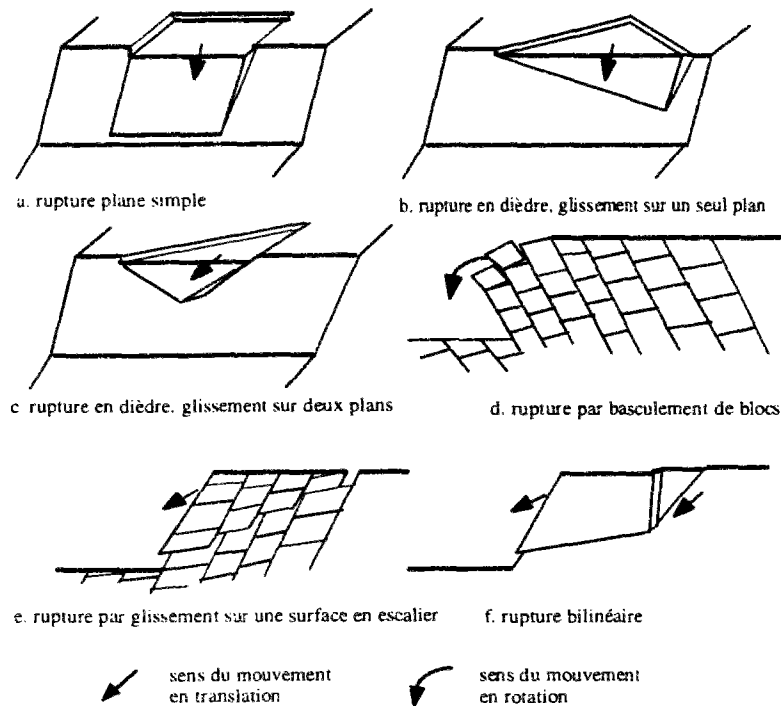 a. rupture plane simple
b. rupture en dièdre, glissement sur un seul plan
c rupture en dièdre. glissement sur deux plans
d. rupture par basculement de blocs
e. rupture par glissement sur une surface en escalier
f. rupture bilinéaire
sens du mouvement
en translation
sens du mouvement
en rotation